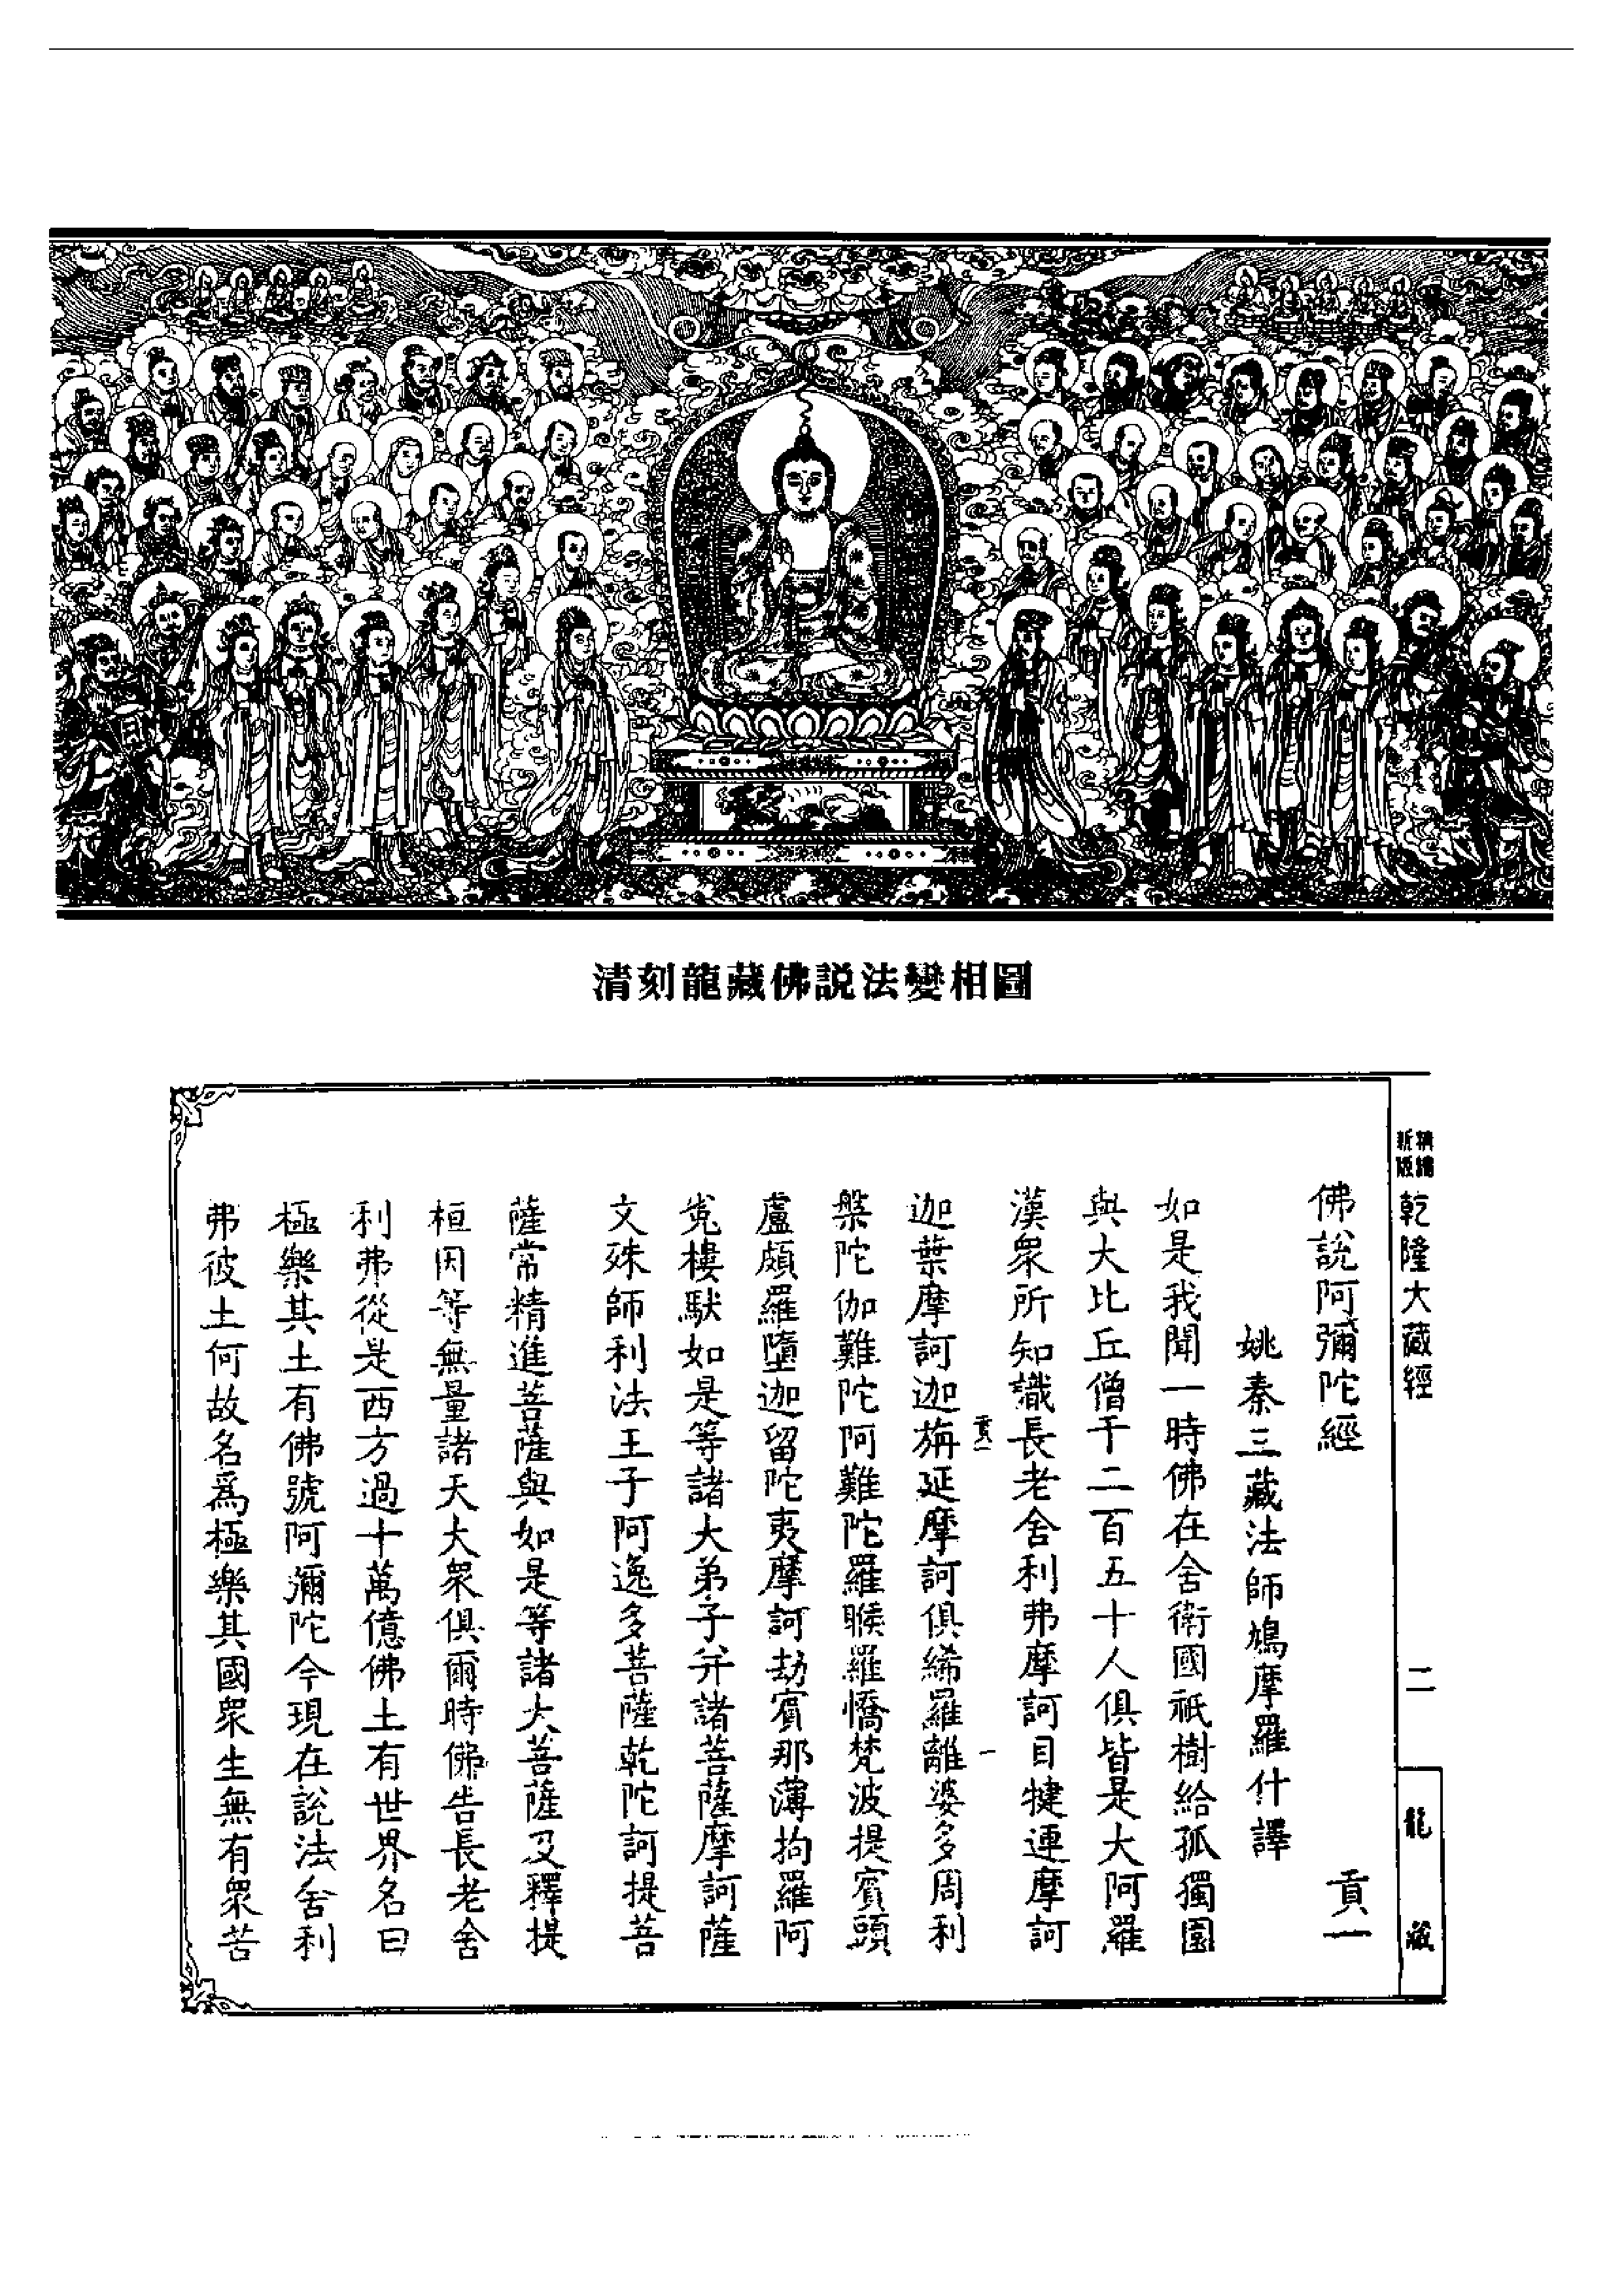 清刻龍藏佛説法變相圖
精繕
新版
乾隆大藏經
二
龍藏
佛説阿彌陀經
貢一
姚秦三藏法師鳩摩羅什譯
如是我聞一時佛在舍衛國祇樹給孤獨園
與大比丘僧千二百五十人俱皆是大阿羅
漢衆所知識長老舍利弗摩訶目犍連摩訶
貢一
一
迦葉摩訶迦旃延摩訶俱絺羅離婆多周利
槃陀伽難陀阿難陀羅睺羅憍梵波提賓頭
盧頗羅墮迦留陀夷摩訶劫賓那薄拘羅阿
㝹樓馱如是等諸大弟子并諸菩薩摩訶薩
文殊師利法王子阿逸多菩薩乾陀訶提菩
薩常精進菩薩與如是等諸大菩薩及釋提
桓因等無量諸天大衆俱爾時佛告長老舍
利弗從是西方過十萬億佛土有世界名曰
極樂其土有佛號阿彌陀今現在說法舍利
弗彼土何故名爲極樂其國衆生無有衆苦